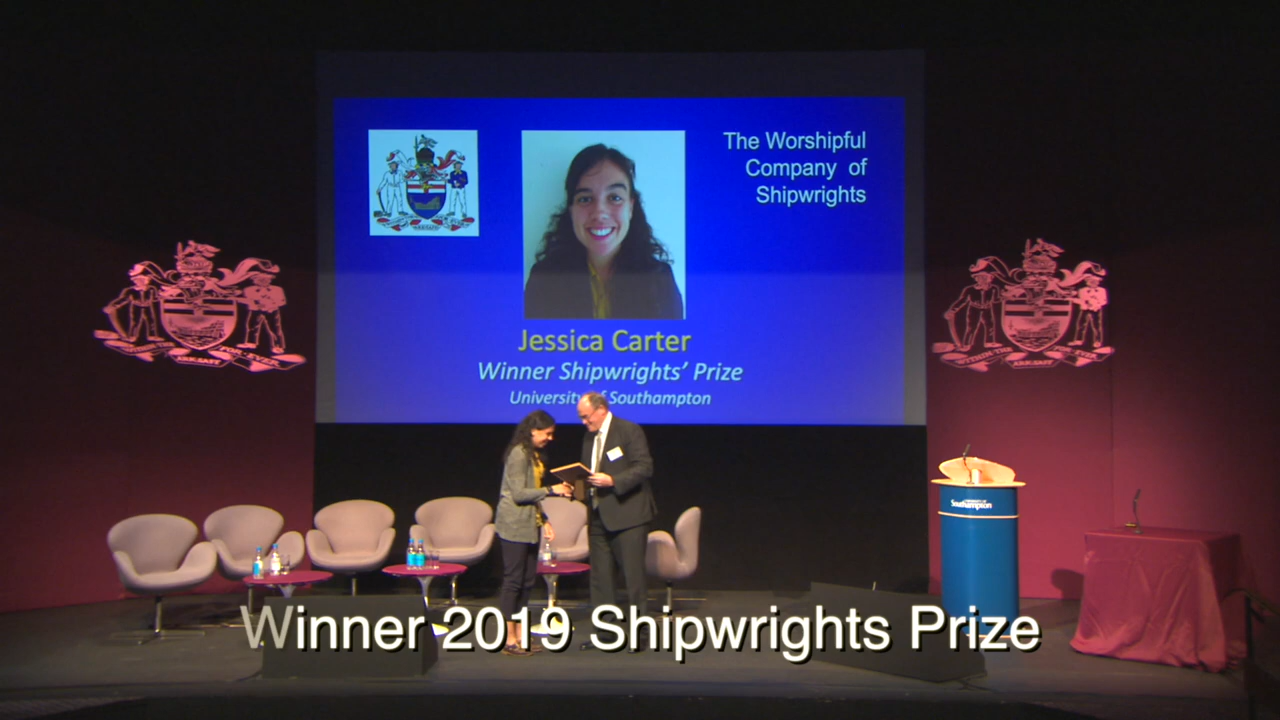 The Worshipful
Company of
Shipwrights
Jessica Carter
Winner Shipwrights' Prize
University of Southampton
Southampton
Winner 2019 Shipwrights Prize